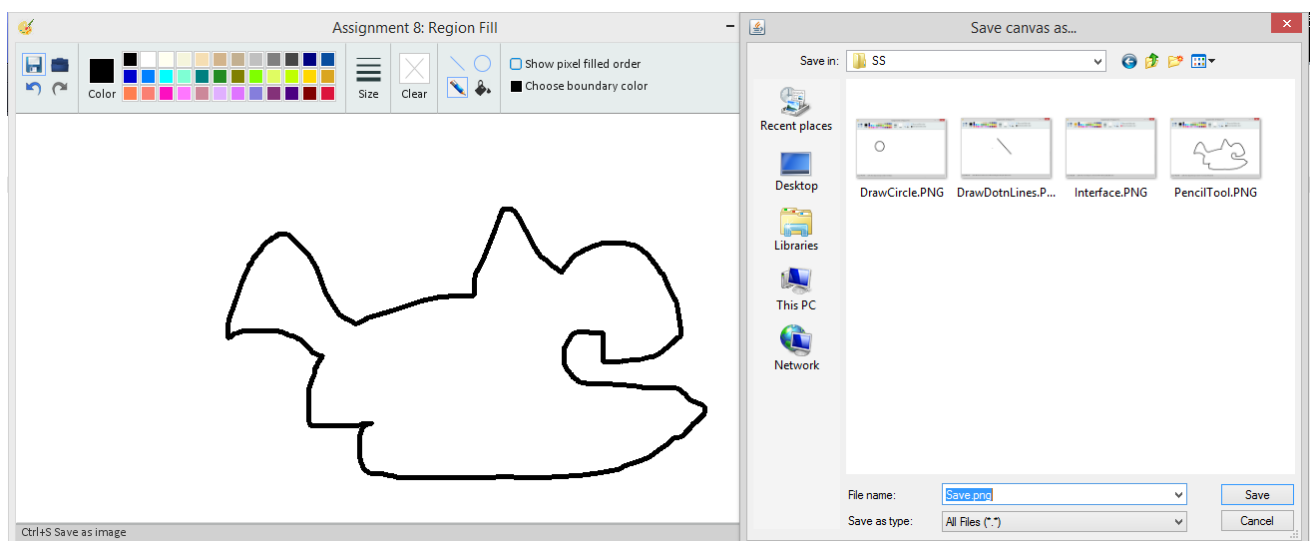 Assignment 8: Region Fill
Color
Size
Clear
Show pixel filled order
Choose boundary color
Ctrl+S Save as image
Save canvas as...
Save in:
SS
Recent places
Desktop
Libraries
This PC
Network
DrawCircle.PNG
DrawDotnLines.P...
Interface.PNG
PencilTool.PNG
File name:
Save.png
Save
Save as type:
All Files (*.*)
Cancel